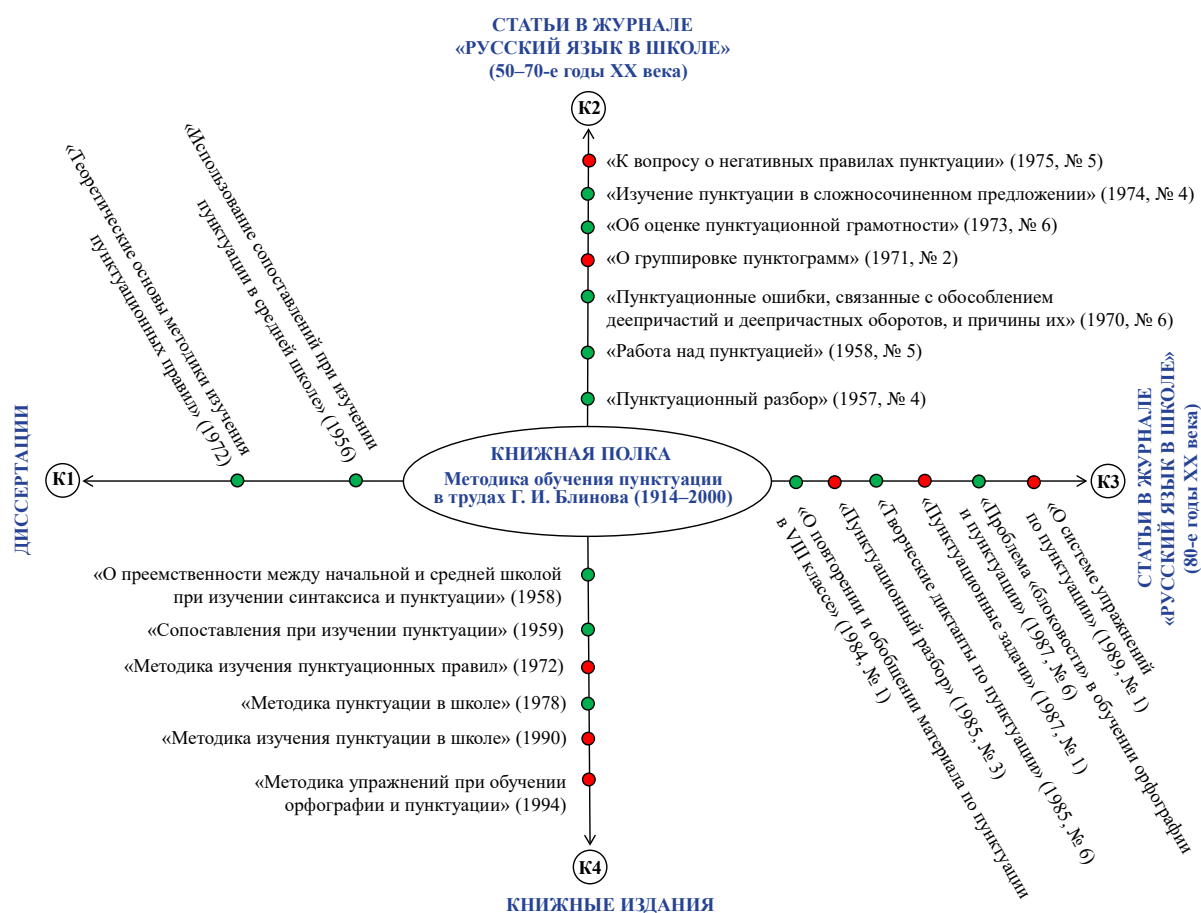 СТАТЬИ В ЖУРНАЛЕ
«РУССКИЙ ЯЗЫК В ШКОЛЕ»
(50–70-е годы XX века)
К2
«К вопросу о негативных правилах пунктуации» (1975, № 5)
«Изучение пунктуации в сложносочиненном предложении» (1974, № 4)
«Об оценке пунктуационной грамотности» (1973, № 6)
«О группировке пунктограмм» (1971, № 2)
«Пунктуационные ошибки, связанные с обособлением
деепричастий и деепричастных оборотов, и причины их» (1970, № 6)
«Работа над пунктуацией» (1958, № 5)
«Пунктуационный разбор» (1957, № 4)
«Теоретические основы методики изучения
пунктуационных правил» (1972)
«Использование сопоставлений при изучении
пунктуации в средней школе» (1956)
ДИССЕРТАЦИИ
К1
КНИЖНАЯ ПОЛКА
Методика обучения пунктуации
в трудах Г. И. Блинова (1914–2000)
К3
СТАТЬИ В ЖУРНАЛЕ
«РУССКИЙ ЯЗЫК В ШКОЛЕ»
(80-е годы XX века)
«О повторении и обобщении материала по пунктуации
в VIII классе» (1984, № 1)
«Пунктуационный разбор» (1985, № 3)
«Творческие диктанты по пунктуации» (1985, № 6)
«Пунктуационные задачи» (1987, № 1)
«Проблема «блоковости» в обучении орфографии
и пунктуации» (1987, № 6)
«О системе упражнений
по пунктуации» (1989, № 1)
«О преемственности между начальной и средней школой
при изучении синтаксиса и пунктуации» (1958)
«Сопоставления при изучении пунктуации» (1959)
«Методика изучения пунктуационных правил» (1972)
«Методика пунктуации в школе» (1978)
«Методика изучения пунктуации в школе» (1990)
«Методика упражнений при обучении
орфографии и пунктуации» (1994)
К4
КНИЖНЫЕ ИЗДАНИЯ